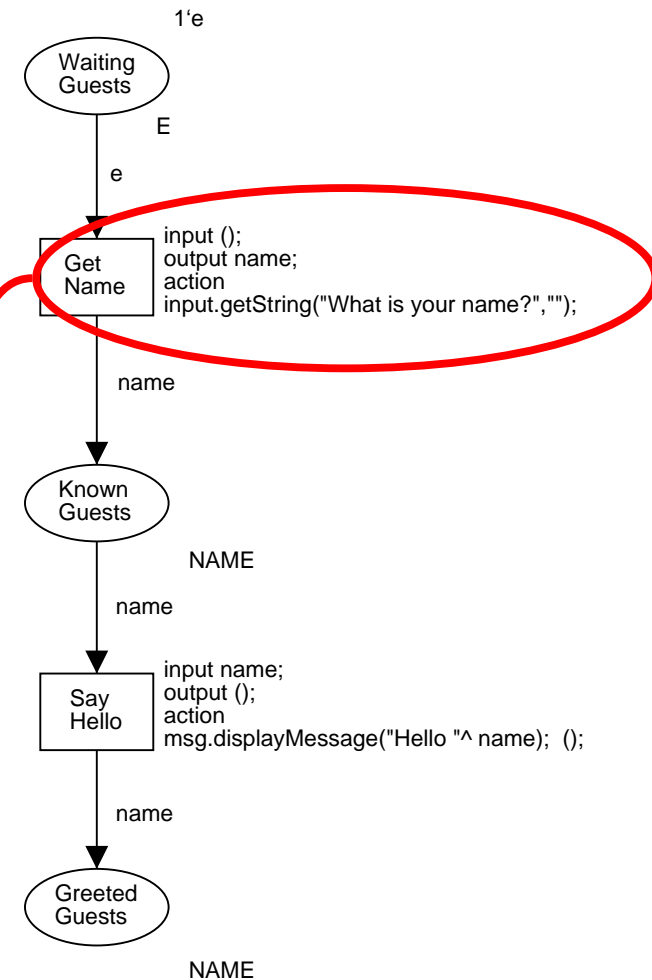 1‘e
Waiting
Guests
E
e
Get
Name
input ();
output name;
action
input.getString("What is your name?","");
name
Known
Guests
NAME
name
Say
Hello
input name;
output ();
action
msg.displayMessage("Hello "^ name);  ();
name
Greeted
Guests
NAME